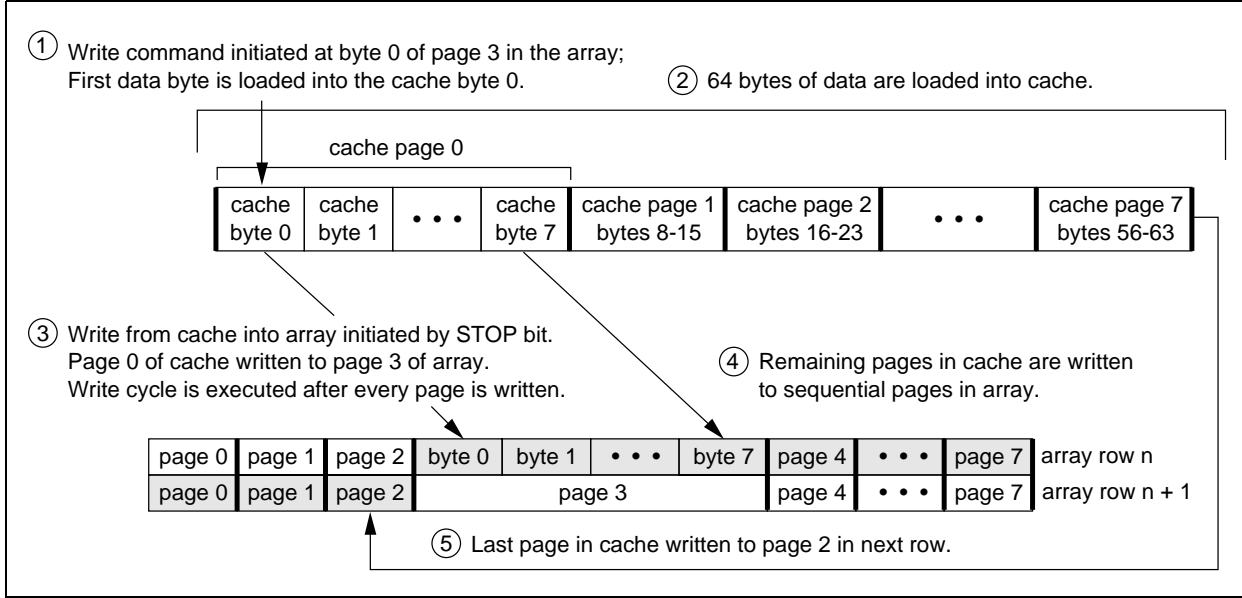 ① Write command initiated at byte 0 of page 3 in the array;
First data byte is loaded into the cache byte 0.
② 64 bytes of data are loaded into cache.
cache page 0
cache byte 0 cache byte 1 • • • cache byte 7 cache page 1 bytes 8-15 cache page 2 bytes 16-23 • • • cache page 7 bytes 56-63
③ Write from cache into array initiated by STOP bit.
Page 0 of cache written to page 3 of array.
Write cycle is executed after every page is written.
④ Remaining pages in cache are written
to sequential pages in array.
page 0 page 1 page 2 byte 0 byte 1 • • • byte 7 page 4 • • • page 7 array row n
page 0 page 1 page 2 page 3 page 4 • • • page 7 array row n + 1
⑤ Last page in cache written to page 2 in next row.